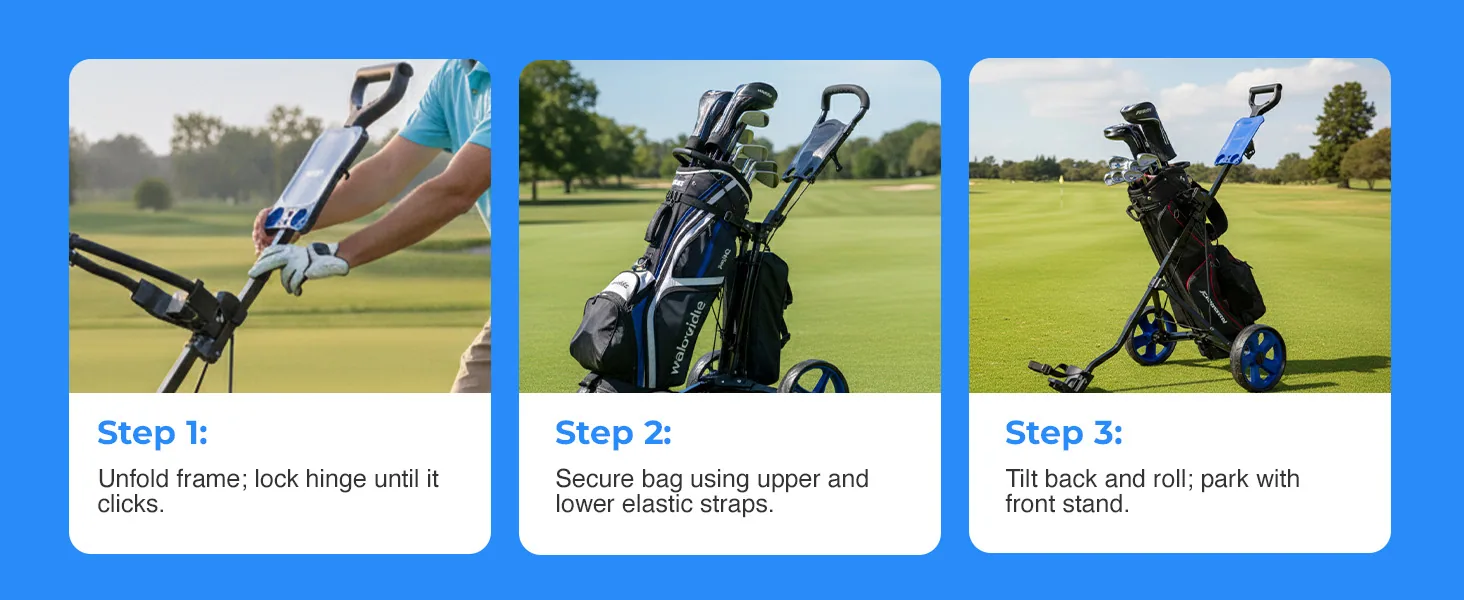 walovidie
Step 1:
Unfold frame; lock hinge until it
clicks.
Step 2:
Secure bag using upper and
lower elastic straps.
Step 3:
Tilt back and roll; park with
front stand.